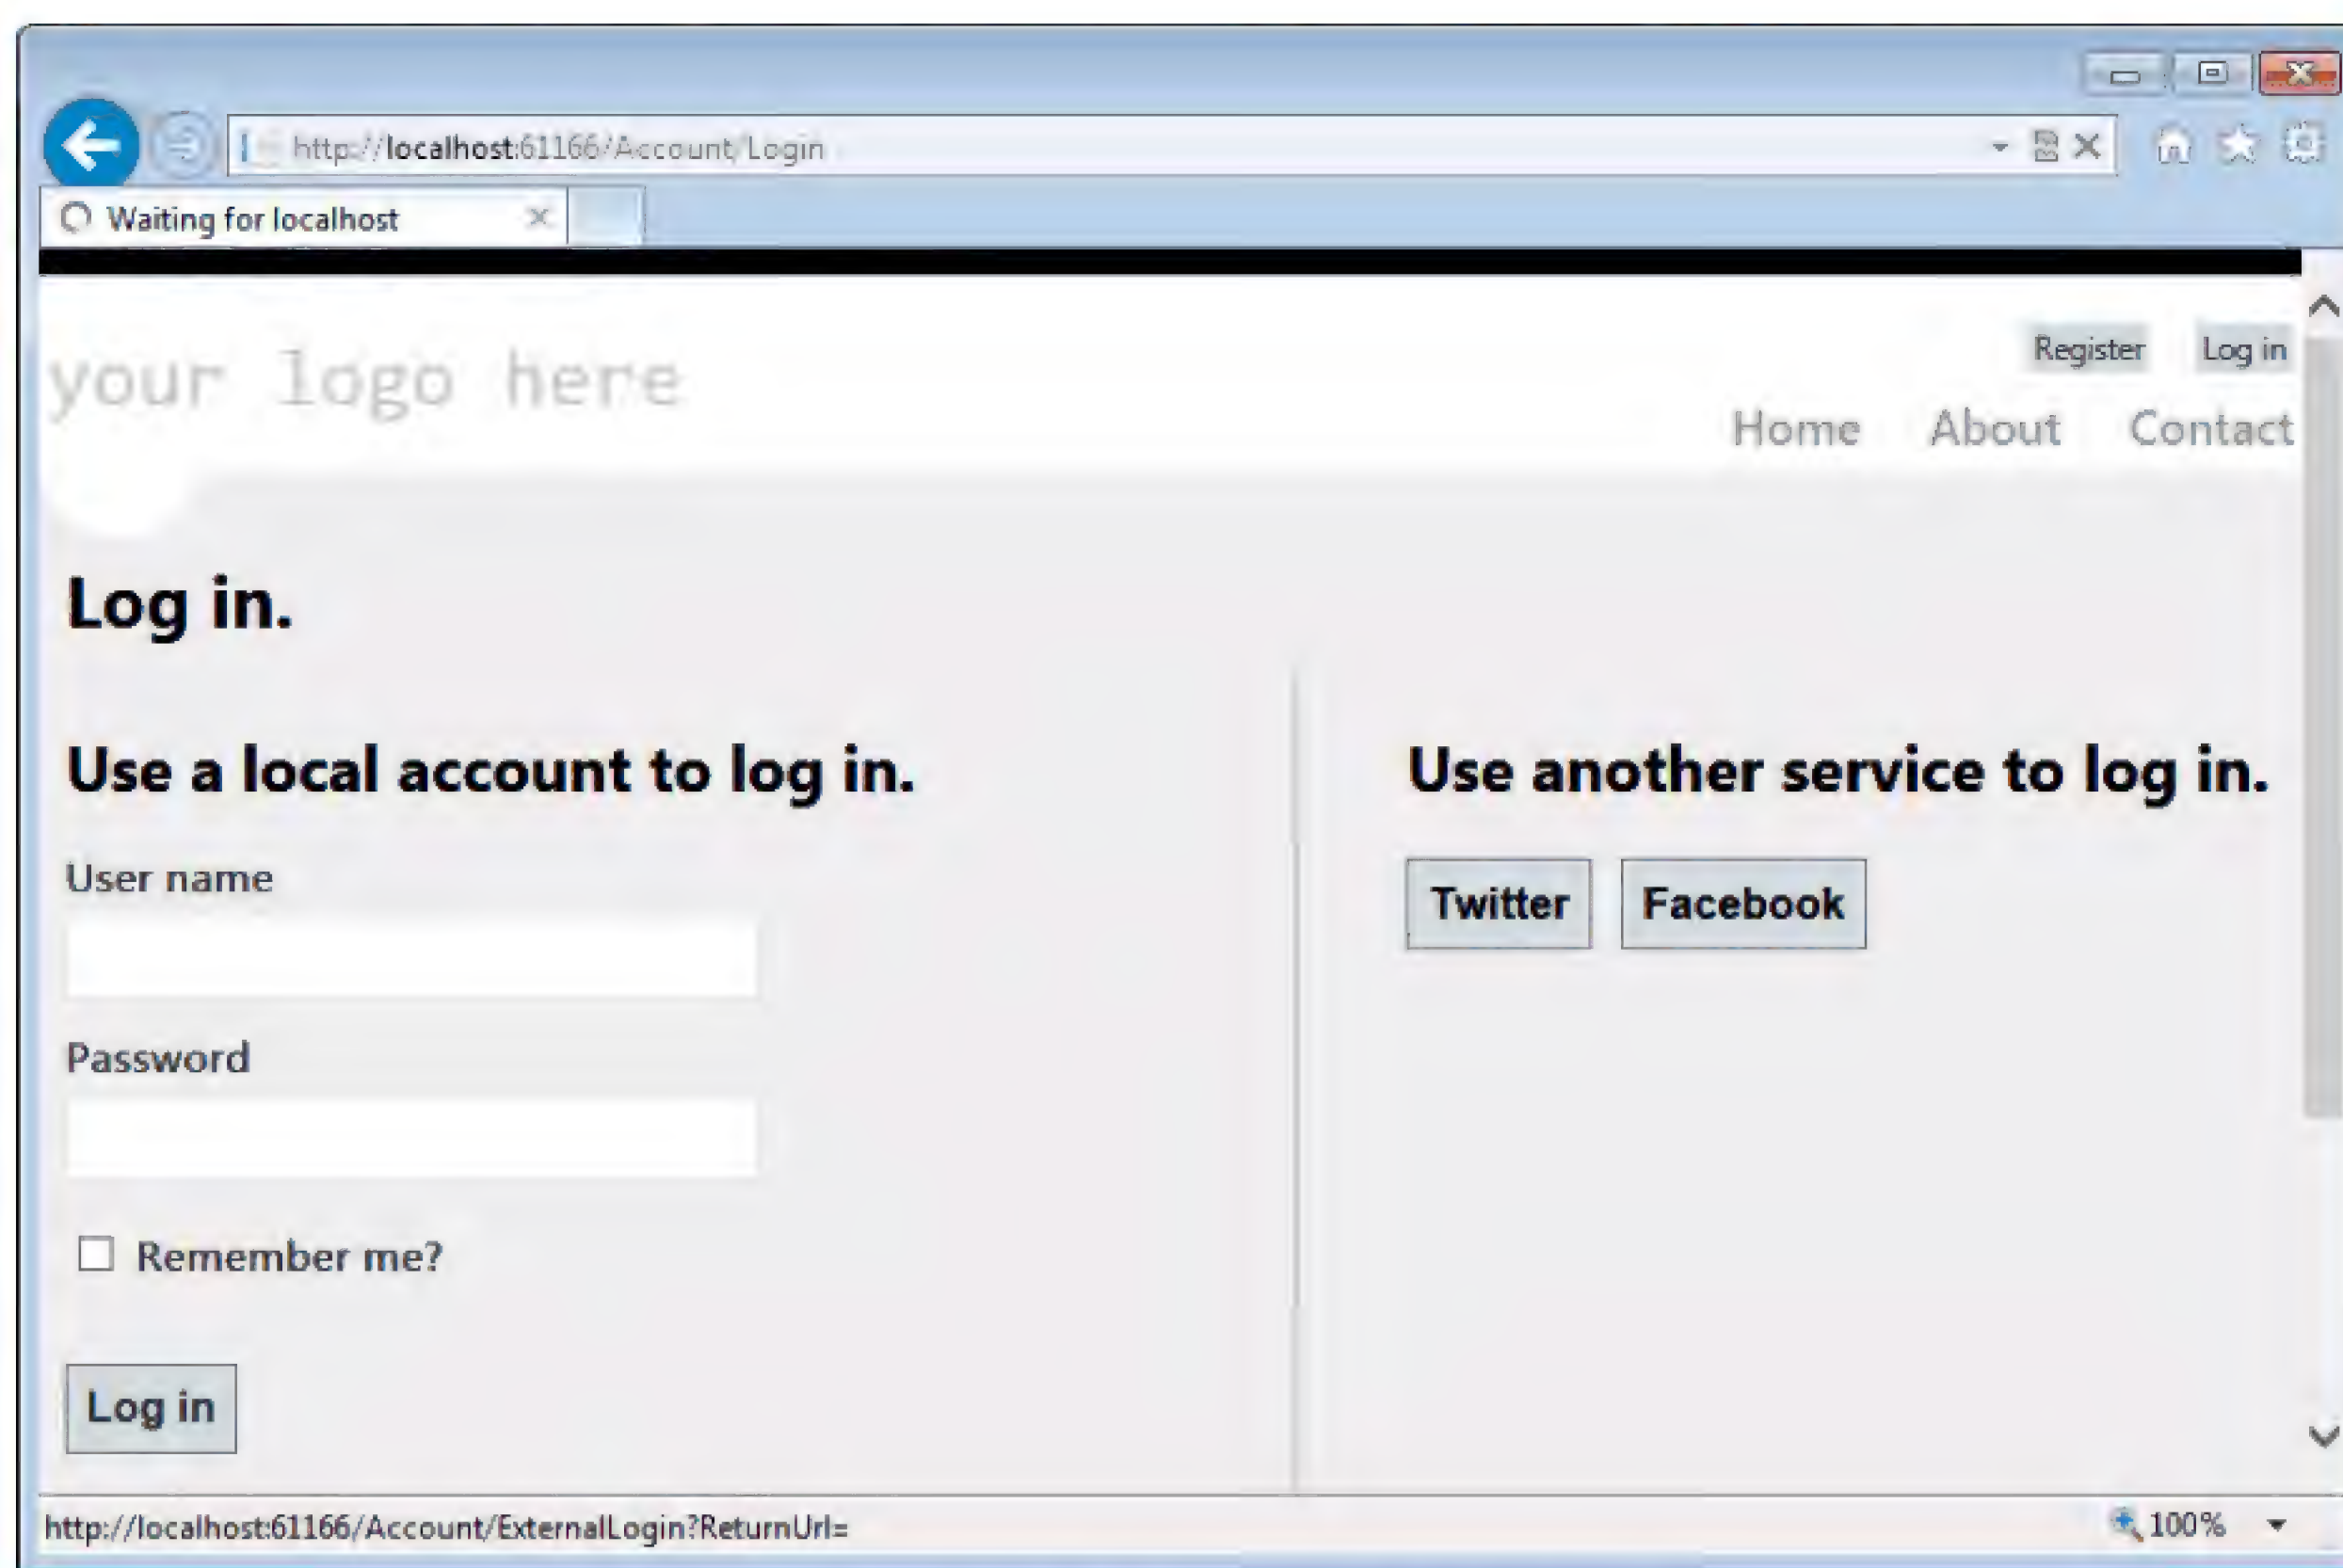 http://localhost:61166/Account/Login
Waiting for localhost
your logo here
Register Log in
Home About Contact
Log in.
Use a local account to log in.
User name
Password
Remember me?
Log in
Use another service to log in.
Twitter Facebook
http://localhost:61166/Account/ExternalLogin?ReturnUrl=
100%